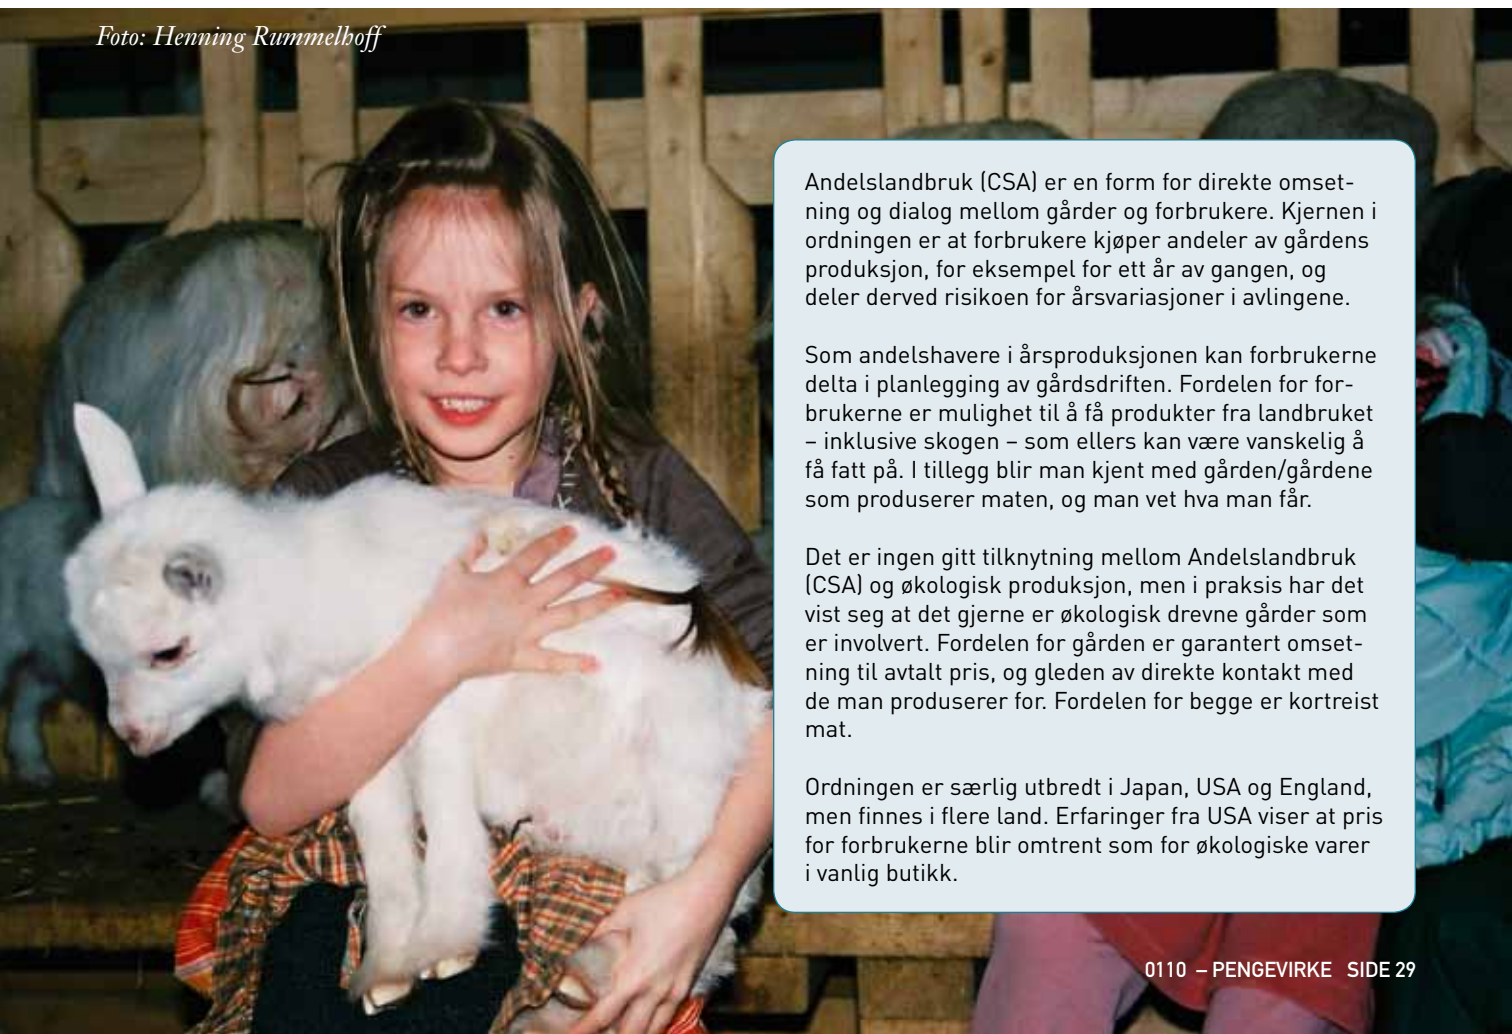 Foto: Henning Rummelhoff
Andelslandbruk (CSA) er en form for direkte omset-
ning og dialog mellom gårder og forbrukere. Kjernen i
ordningen er at forbrukere kjøper andeler av gårdens
produksjon, for eksempel for ett år av gangen, og
deler derved risikoen for årsvariasjoner i avlingene.
Som andelshavere i årsproduksjonen kan forbrukerne
delta i planlegging av gårdsdriften. Fordelen for for-
brukerne er mulighet til å få produkter fra landbruket
– inklusive skogen – som ellers kan være vanskelig å
få fatt på. I tillegg blir man kjent med gården/gårdene
som produserer maten, og man vet hva man får.
Det er ingen gitt tilknytning mellom Andelslandbruk
(CSA) og økologisk produksjon, men i praksis har det
vist seg at det gjerne er økologisk drevne gårder som
er involvert. Fordelen for gården er garantert omset-
ning til avtalt pris, og gleden av direkte kontakt med
de man produserer for. Fordelen for begge er kortreist
mat.
Ordningen er særlig utbredt i Japan, USA og England,
men finnes i flere land. Erfaringer fra USA viser at pris
for forbrukerne blir omtrent som for økologiske varer
i vanlig butikk.
0110 – PENGEVIRKE SIDE 29